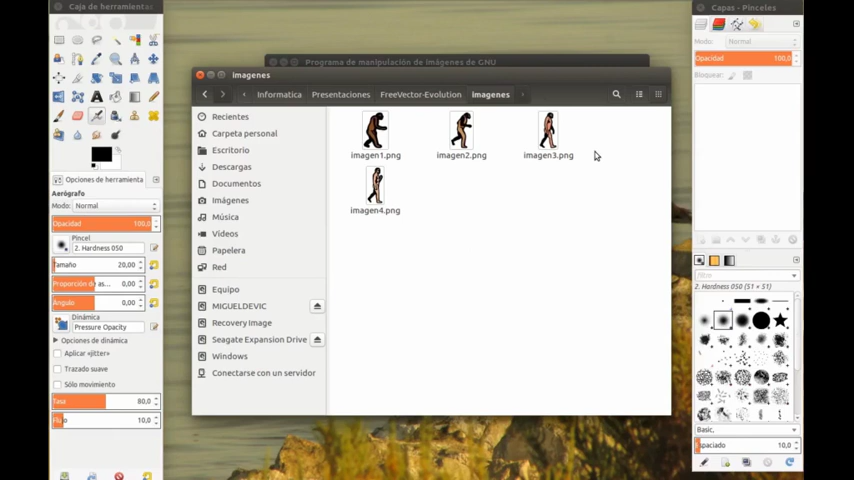 Caja de herramienta
Capas - Pinceles
Programa de manipulación de imágenes de GNU
imagenes
Informatica
Presentaciones
FreeVector-Evolution
imagenes
Recientes
Carpeta personal
Escritorio
Descargas
Documentos
Imágenes
Música
Vídeos
Papelera
Red
Equipo
MIGUELDEVIC
Recovery Image
Seagate Expansion Drive
Windows
Conectarse con un servidor
imagen1.png
imagen2.png
imagen3.png
imagen4.png
Opciones de herramienta
Aerógrafo
Modo: Normal
Opacidad 100,0
Pincel
2. Hardness 050
Tamaño 20,00
Proporción de as... 0,00
Ángulo 0,00
Dinámica
Pressure Opacity
Opciones de dinámica
Aplicar «jitter»
Trazado suave
Sólo movimiento
Tasa 80,0
Flujo 10,0
Modo: Normal
Opacidad 100,0
Bloquear:
filtro
2. Hardness 050 (51 × 51)
Basic,
Espaciado 10,0